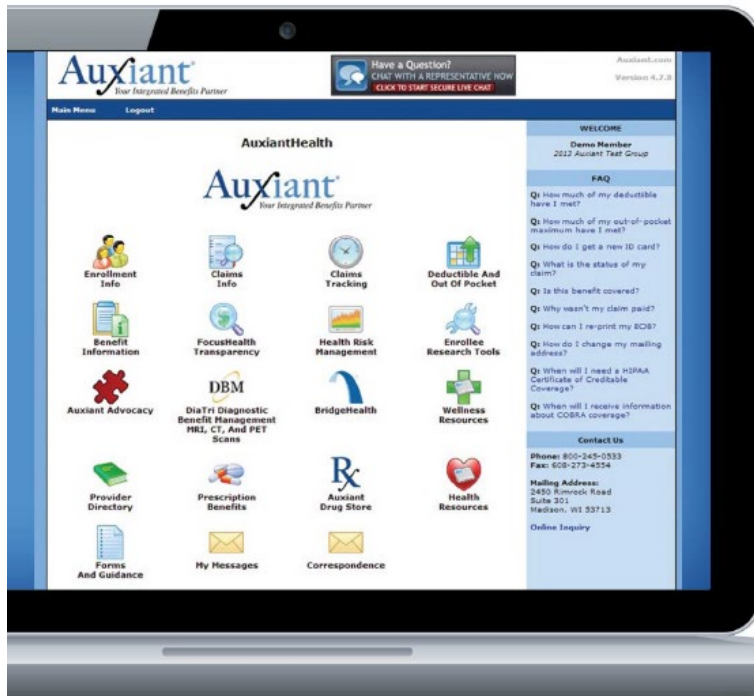 Auxiant
Your Integrated Benefits Partner
Have a Question?
CHAT WITH A REPRESENTATIVE NOW
CLICK TO START SECURE LIVE CHAT
Auxiant.com
Version 4.7.8
Main Menu Logout
AuxiantHealth
Auxiant
Your Integrated Benefits Partner
Enrollment
Info
Claims
Info
Claims
Tracking
Deductible And
Out Of Pocket
Benefit
Information
FocusHealth
Transparency
Health Risk
Management
Enrollee
Research Tools
Auxiant Advocacy
DBM
DiaTri Diagnostic
Benefit Management
MRI, CT, And PET
Scans
BridgeHealth
Wellness
Resources
Provider
Directory
Prescription
Benefits
Rx
Auxiant
Drug Store
Health
Resources
Forms
And Guidance
My Messages
Correspondence
WELCOME
Demo Member
2013 Auxiant Test Group
FAQ
Q: How much of my deductible
have I met?
Q: How much of my out-of-pocket
maximum have I met?
Q: How do I get a new ID card?
Q: What is the status of my
claim?
Q: Is this benefit covered?
Q: Why wasn't my claim paid?
Q: How can I re-print my EOB?
Q: How do I change my mailing
address?
Q: When will I need a HIPAA
Certificate of Creditable
Coverage?
Q: When will I receive information
about COBRA coverage?
Contact Us
Phone: 800-245-0533
Fax: 608-273-4554
Mailing Address:
2450 Rimrock Road
Suite 301
Madison, WI 53713
Online Inquiry